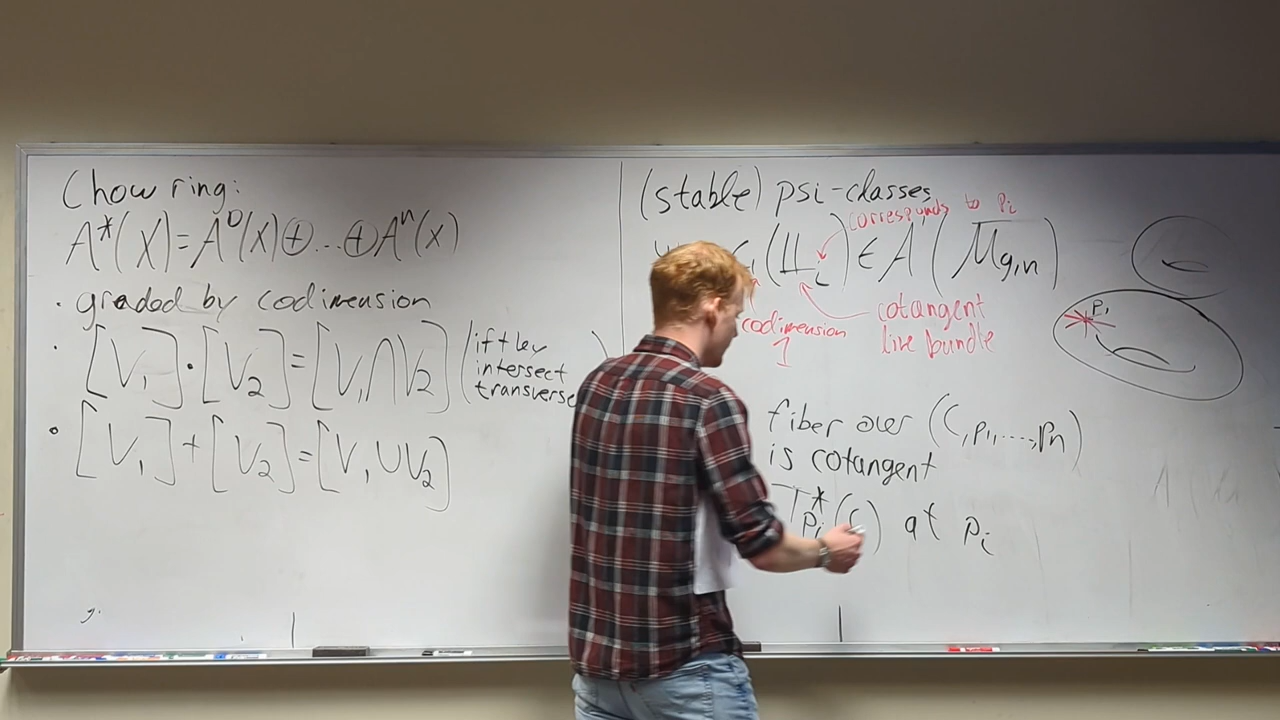 Chow ring:
A*(X)=A⁰(X)⊕...⊕Aⁿ(X)
· graded by codimension
· [V₁]·[V₂]=[V₁∩V₂] (if they intersect transverse )
· [V₁]+[V₂]=[V₁∪V₂]
(stable) psi-classes
corresponds to pᵢ
(𝕃ᵢ) ∈ A (M̅g,n)
codimension
1
cotangent
line bundle
P₁
fiber over (C,p₁,...,pₙ)
is cotangent
T*pᵢ(C) at pᵢ